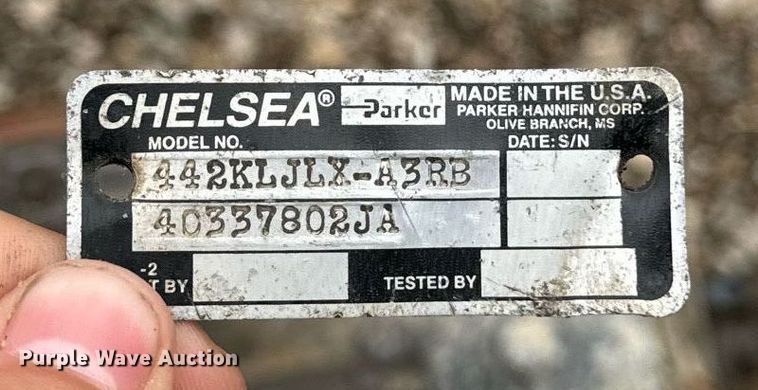 CHELSEA®
Parker
MADE IN THE U.S.A.
PARKER HANNIFIN CORP.
OLIVE BRANCH, MS
MODEL NO.
DATE: S/N
442KLJLX-A3RB
40337802JA
-2
T BY
TESTED BY
Purple Wave Auction